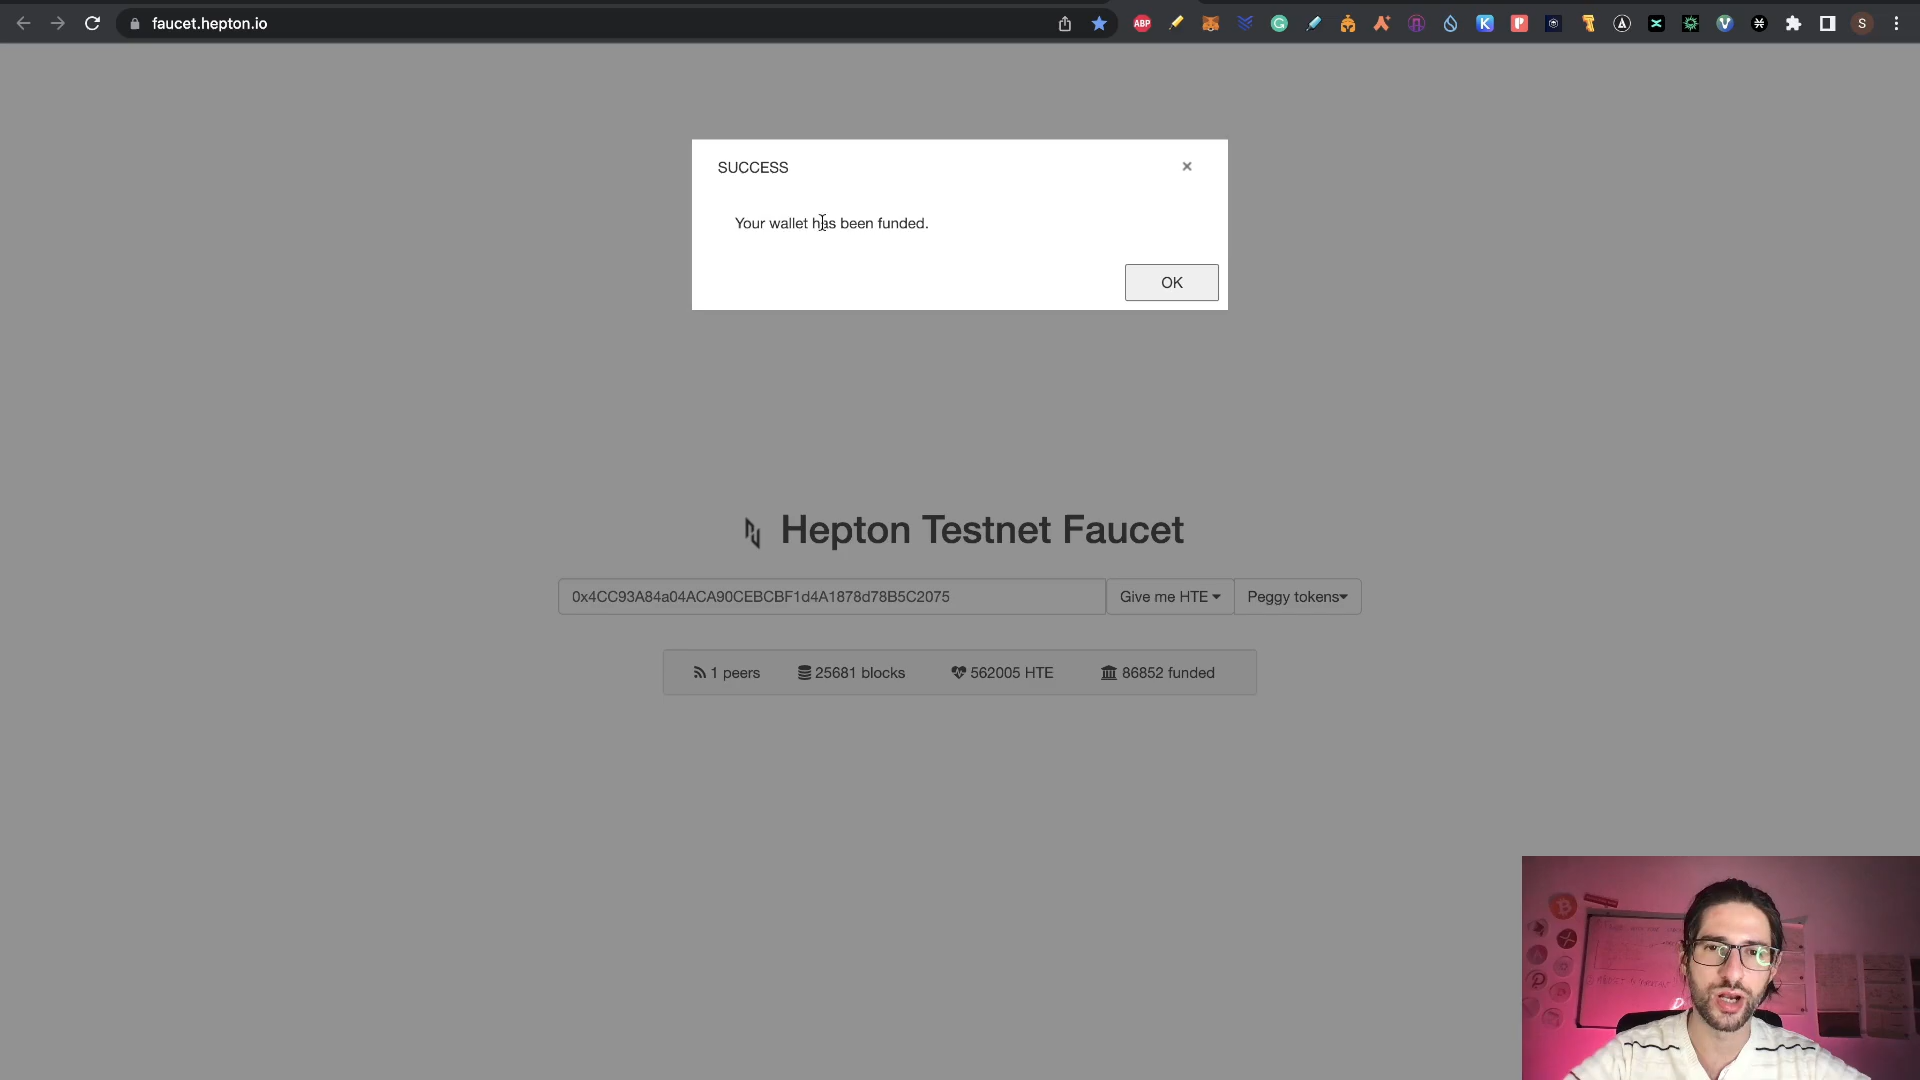 faucet.hepton.io
ABP
S
SUCCESS
×
Your wallet has been funded.
OK
Hepton Testnet Faucet
0x4CC93A84a04ACA90CEBCBF1d4A1878d78B5C2075
Give me HTE
Peggy tokens
1 peers
25681 blocks
562005 HTE
86852 funded